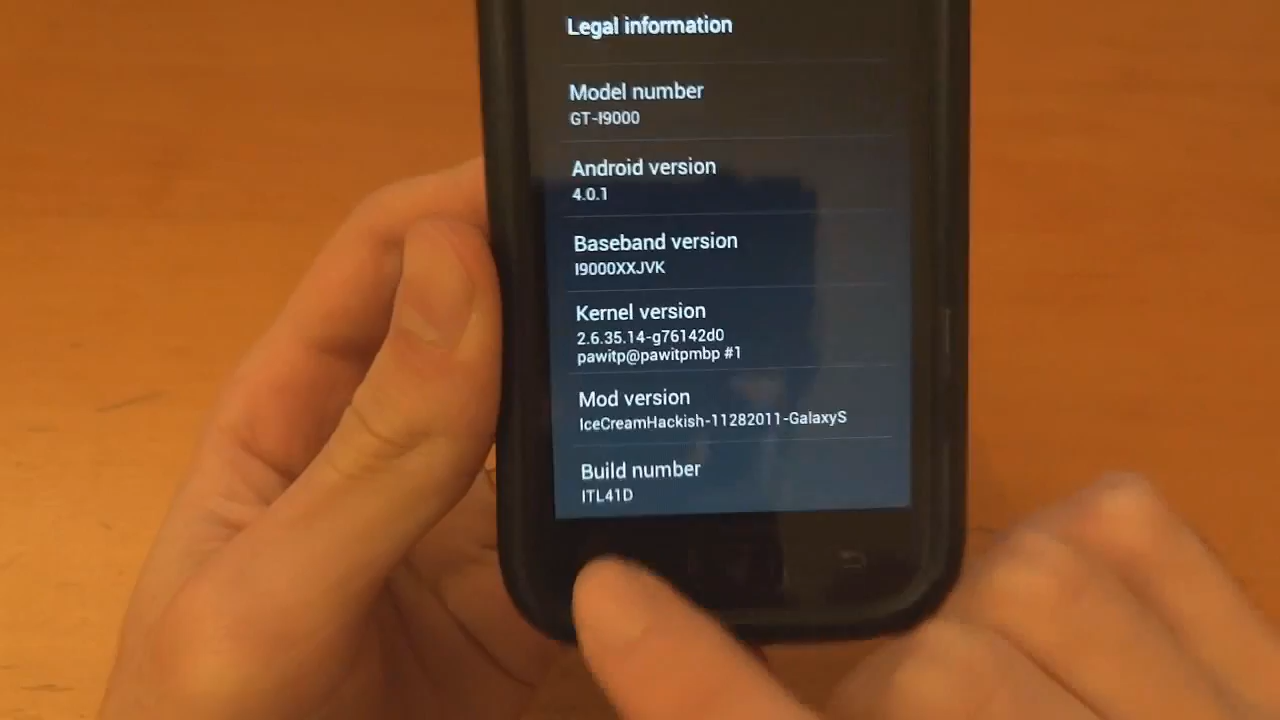 Legal information
Model number
GT-I9000
Android version
4.0.1
Baseband version
I9000XXJVK
Kernel version
2.6.35.14-g76142d0
pawitp@pawitpmbp #1
Mod version
IceCreamHackish-11282011-GalaxyS
Build number
ITL41D